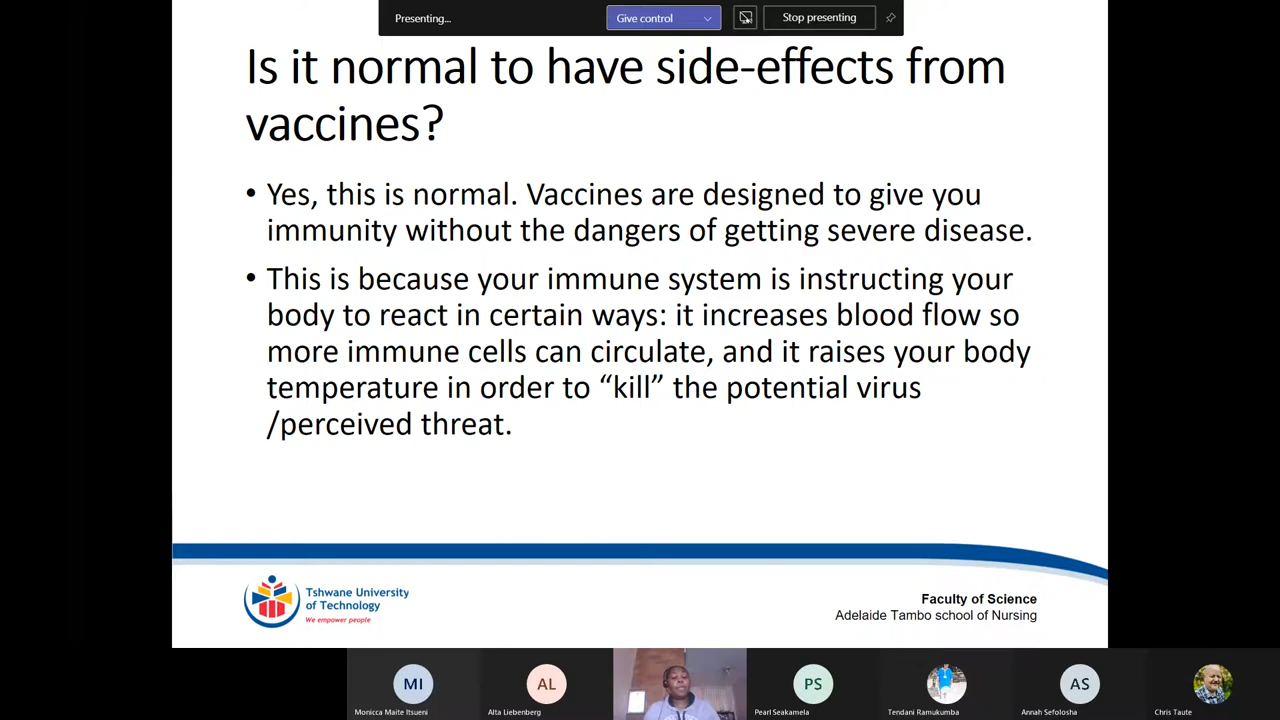 Presenting...
Give control
Stop presenting
Is it normal to have side-effects from
vaccines?
• Yes, this is normal. Vaccines are designed to give you
immunity without the dangers of getting severe disease.
• This is because your immune system is instructing your
body to react in certain ways: it increases blood flow so
more immune cells can circulate, and it raises your body
temperature in order to “kill” the potential virus
/perceived threat.
Tshwane University
of Technology
We empower people
Faculty of Science
Adelaide Tambo school of Nursing
MI
AL
PS
AS
Monicca Maite Itsueni
Alta Liebenberg
Pearl Seakamela
Tendani Ramukumba
Annah Sefolosha
Chris Taute